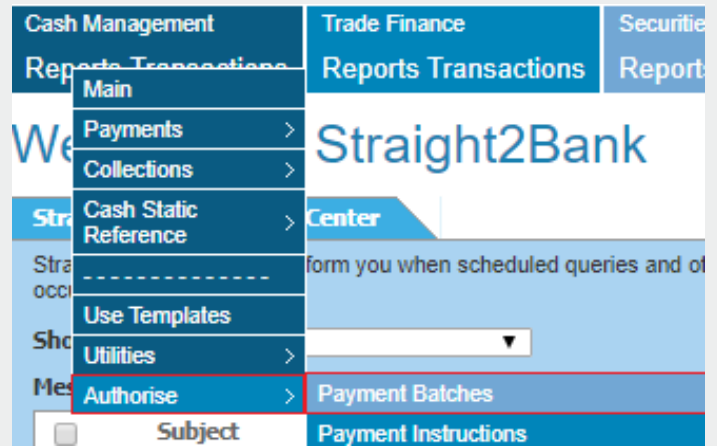 Cash Management
Trade Finance
Reports Transactions
Reports Transactions
Main
Payments >
Straight2Bank
Collections >
Cash Static
Reference >
Center
form you when scheduled queries and
--------------
Use Templates
Utilities >
Authorise >
Payment Batches
Subject
Payment Instructions